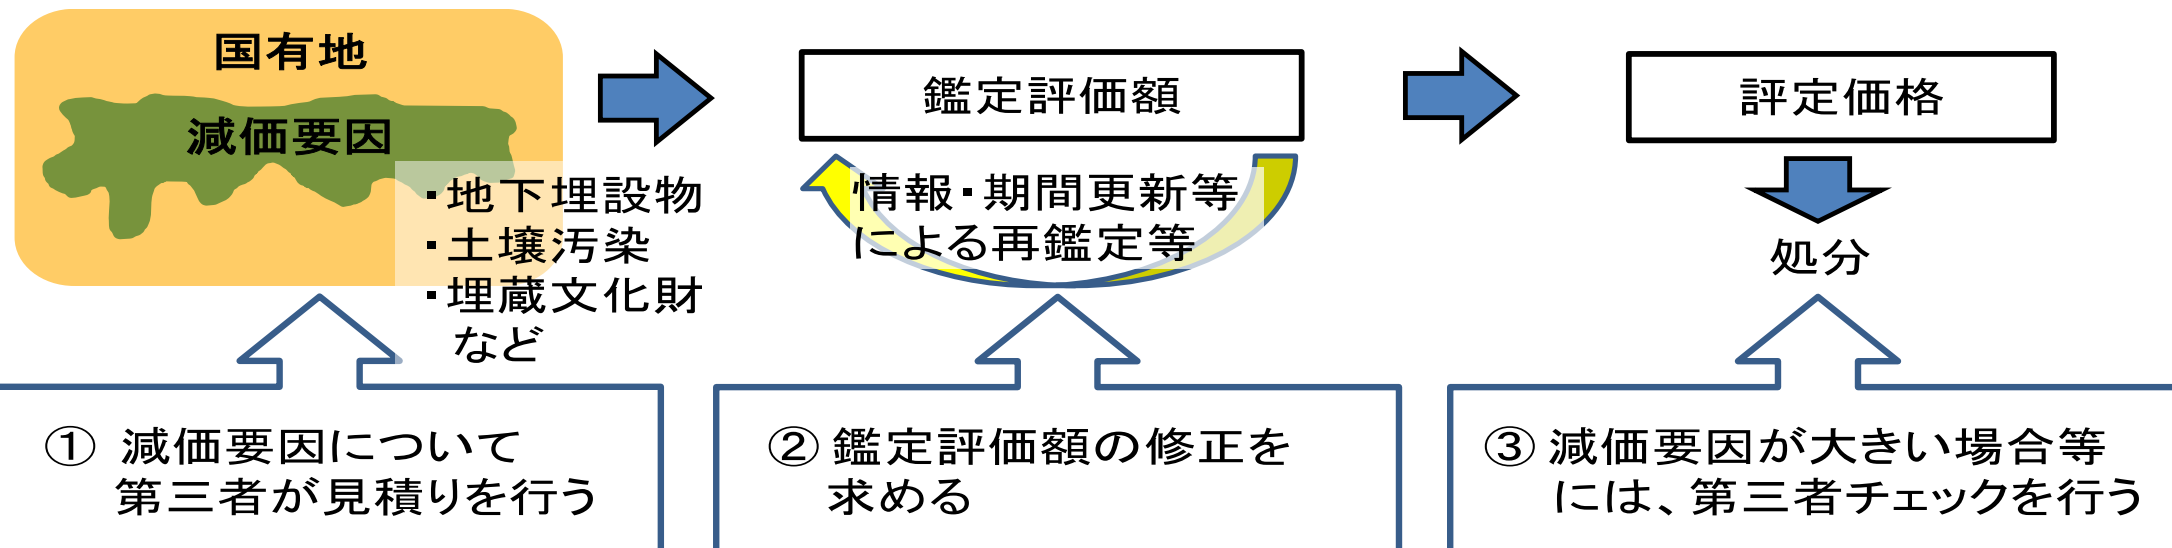 国有地
減価要因
・地下埋設物
・土壌汚染
・埋蔵文化財
など
鑑定評価額
情報・期間更新等
による再鑑定等
評定価格
処分
① 減価要因について
第三者が見積りを行う
② 鑑定評価額の修正を
求める
③ 減価要因が大きい場合等
には、第三者チェックを行う